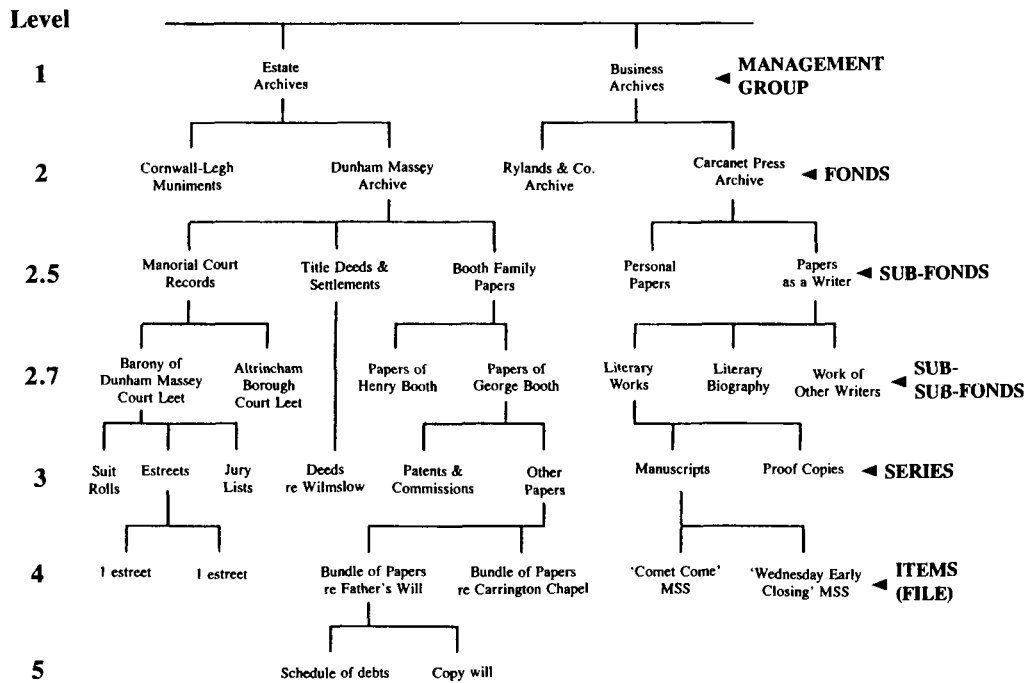 Level
1
Estate
Archives
Business
Archives
MANAGEMENT
GROUP
2
Cornwall-Legh
Muniments
Dunham Massey
Archive
Rylands & Co.
Archive
Carcanet Press
Archive
FONDS
2.5
Manorial Court
Records
Title Deeds &
Settlements
Booth Family
Papers
Personal
Papers
Papers
as a Writer
SUB-FONDS
2.7
Barony of
Dunham Massey
Court Leet
Altrincham
Borough
Court Leet
Papers of
Henry Booth
Papers of
George Booth
Literary
Works
Literary
Biography
Work of
Other Writers
SUB-
SUB-FONDS
3
Suit
Rolls
Estreets
Jury
Lists
Deeds
re Wilmslow
Patents &
Commissions
Other
Papers
Manuscripts
Proof Copies
SERIES
4
1 estreet
1 estreet
Bundle of Papers
re Father's Will
Bundle of Papers
re Carrington Chapel
'Comet Come'
MSS
'Wednesday Early
Closing' MSS
ITEMS
(FILE)
5
Schedule of debts
Copy will